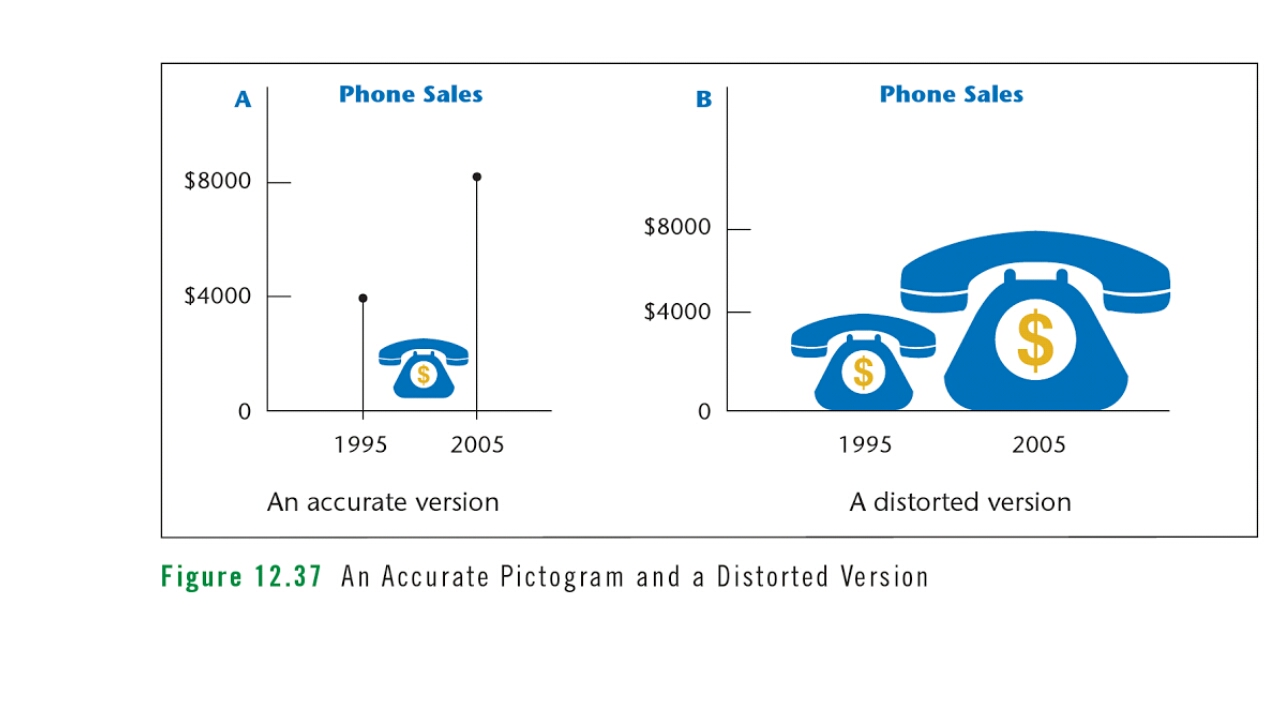 A Phone Sales
$8000
$4000
0
$
1995 2005
An accurate version
B Phone Sales
$8000
$4000
0
$ $
1995 2005
A distorted version
Figure 12.37 An Accurate Pictogram and a Distorted Version